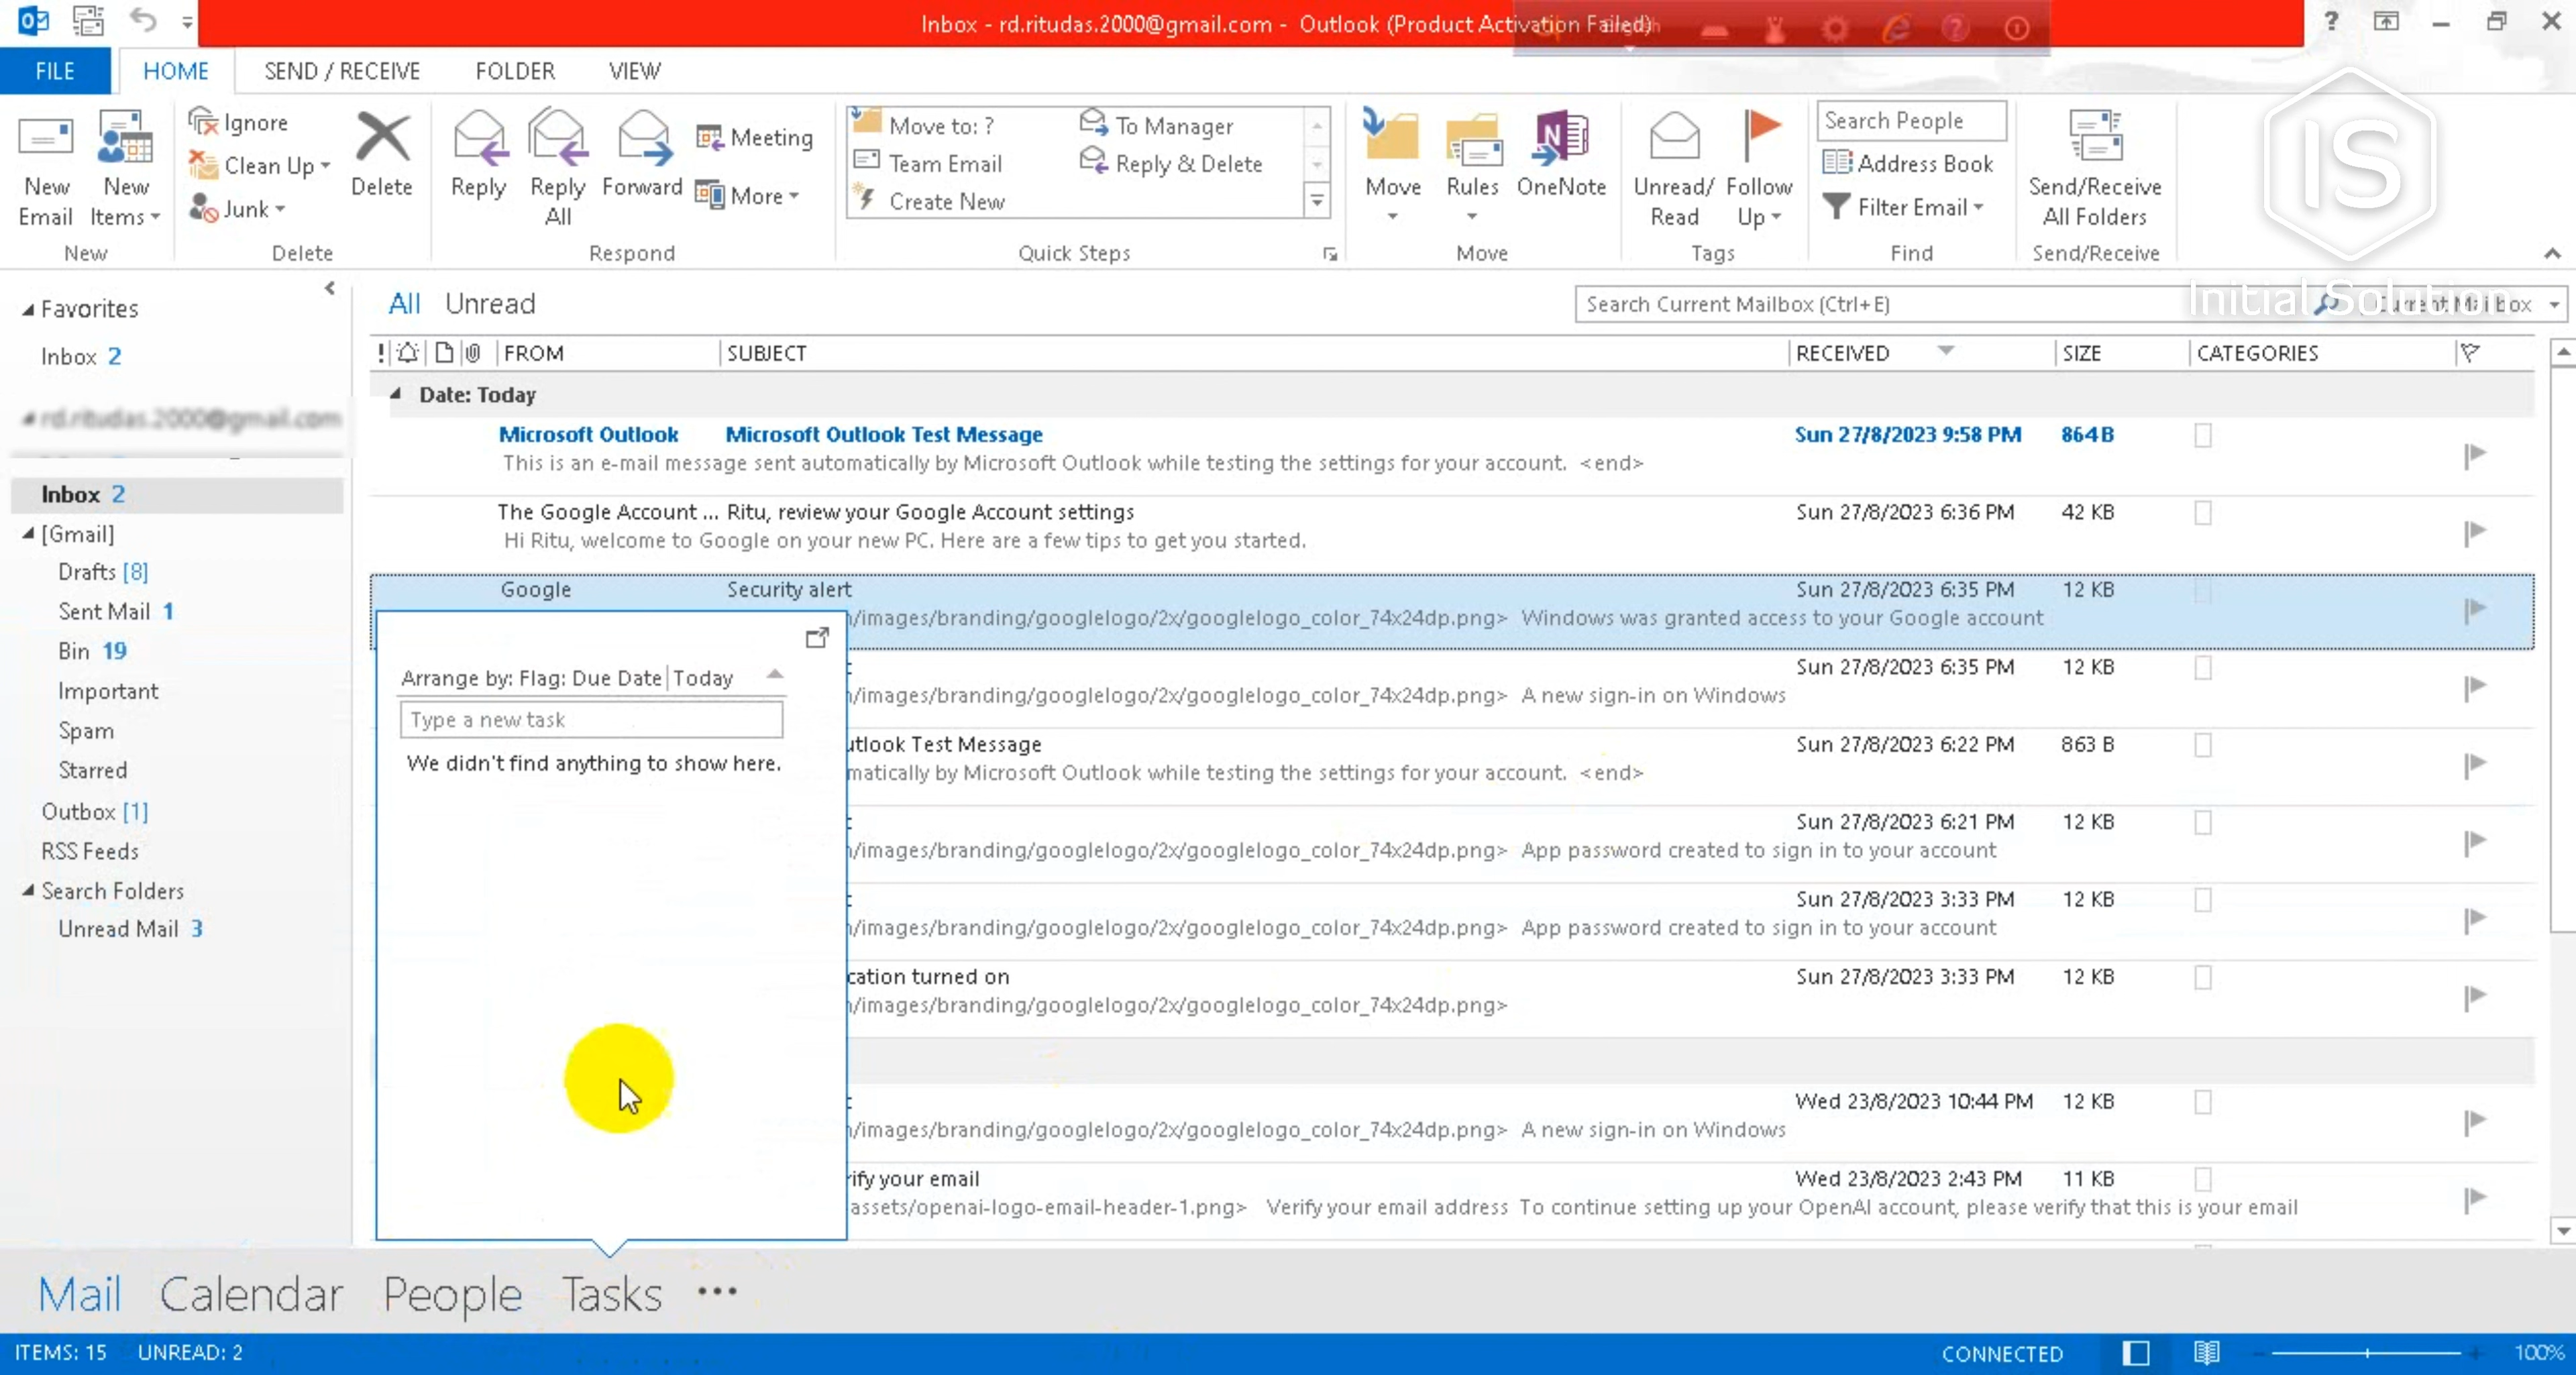 Inbox - rd.ritudas.2000@gmail.com - Outlook (Product Activation Failed)
FILE HOME SEND / RECEIVE FOLDER VIEW
New Email
New Items
New
Ignore
Clean Up
Junk
Delete
Delete
Reply
Reply All
Forward
Meeting
More
Respond
Move to: ?
Team Email
Create New
To Manager
Reply & Delete
Quick Steps
Move
Rules
OneNote
Move
Unread/ Read
Follow Up
Tags
Search People
Address Book
Filter Email
Find
Send/Receive All Folders
Send/Receive
IS
Initial Solution
Favorites
Inbox 2
rd.ritudas.2000@gmail.com
Inbox 2
[Gmail]
Drafts [8]
Sent Mail 1
Bin 19
Important
Spam
Starred
Outbox [1]
RSS Feeds
Search Folders
Unread Mail 3
All Unread
Search Current Mailbox (Ctrl+E) Current Mailbox
FROM SUBJECT RECEIVED SIZE CATEGORIES
Date: Today
Microsoft Outlook Microsoft Outlook Test Message Sun 27/8/2023 9:58 PM 864 B
This is an e-mail message sent automatically by Microsoft Outlook while testing the settings for your account. <end>
The Google Account ... Ritu, review your Google Account settings Sun 27/8/2023 6:36 PM 42 KB
Hi Ritu, welcome to Google on your new PC. Here are a few tips to get you started.
Google Security alert Sun 27/8/2023 6:35 PM 12 KB
/images/branding/googlelogo/2x/googlelogo_color_74x24dp.png> Windows was granted access to your Google account
Sun 27/8/2023 6:35 PM 12 KB
/images/branding/googlelogo/2x/googlelogo_color_74x24dp.png> A new sign-in on Windows
utlook Test Message Sun 27/8/2023 6:22 PM 863 B
matically by Microsoft Outlook while testing the settings for your account. <end>
Sun 27/8/2023 6:21 PM 12 KB
/images/branding/googlelogo/2x/googlelogo_color_74x24dp.png> App password created to sign in to your account
Sun 27/8/2023 3:33 PM 12 KB
/images/branding/googlelogo/2x/googlelogo_color_74x24dp.png> App password created to sign in to your account
cation turned on Sun 27/8/2023 3:33 PM 12 KB
/images/branding/googlelogo/2x/googlelogo_color_74x24dp.png>
Wed 23/8/2023 10:44 PM 12 KB
/images/branding/googlelogo/2x/googlelogo_color_74x24dp.png> A new sign-in on Windows
ify your email Wed 23/8/2023 2:43 PM 11 KB
assets/openai-logo-email-header-1.png> Verify your email address To continue setting up your OpenAI account, please verify that this is your email
Arrange by: Flag: Due Date Today
Type a new task
We didn't find anything to show here.
Mail Calendar People Tasks ...
ITEMS: 15 UNREAD: 2 CONNECTED 100%